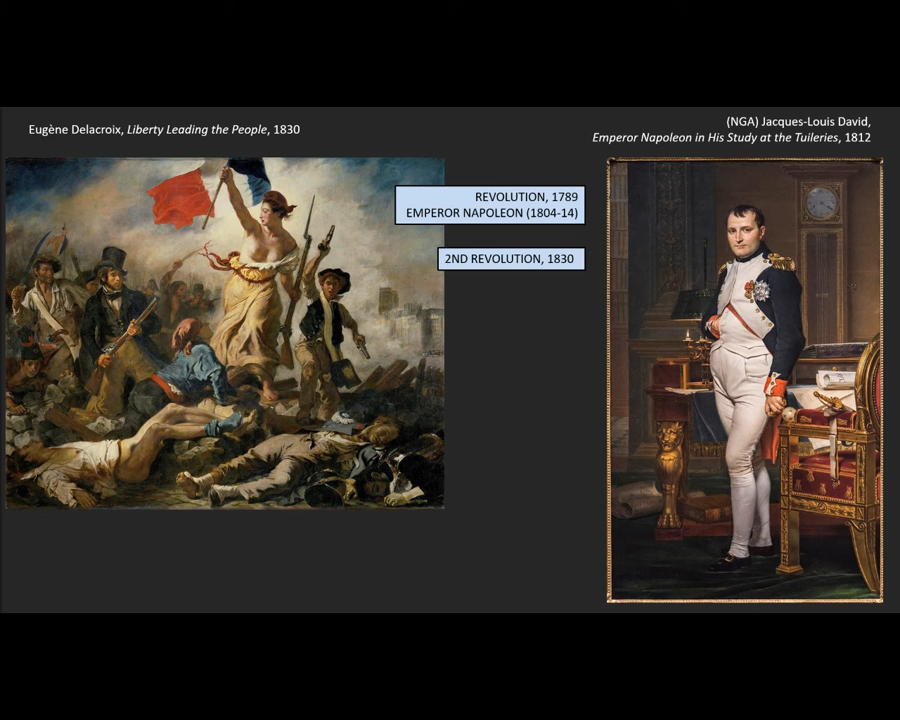 Eugène Delacroix, Liberty Leading the People, 1830
(NGA) Jacques-Louis David,
Emperor Napoleon in His Study at the Tuileries, 1812
REVOLUTION, 1789
EMPEROR NAPOLEON (1804-14)
2ND REVOLUTION, 1830